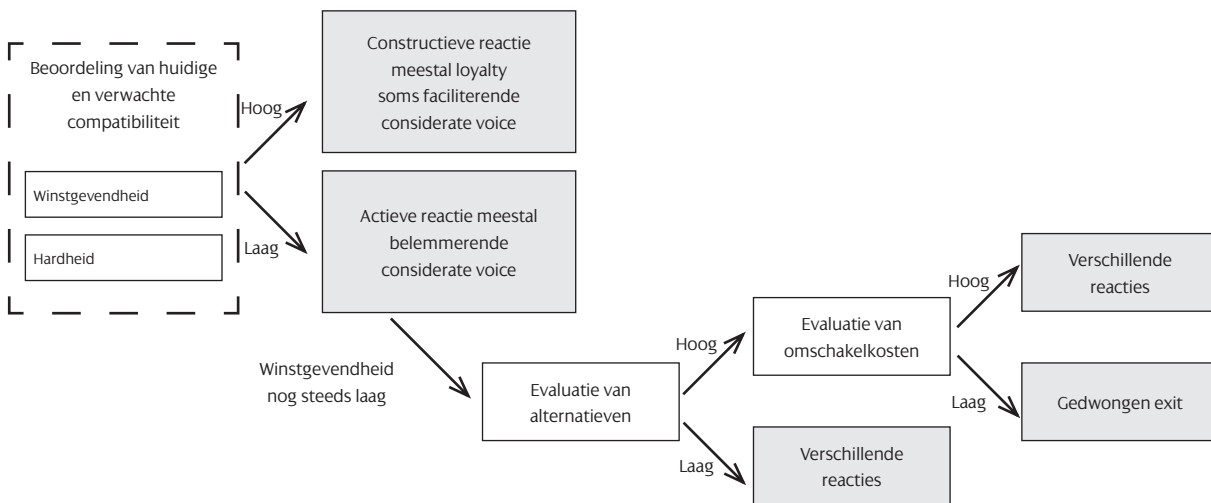 Beoordeling van huidige
en verwachte
compatibiliteit
Winstgevendheid
Hardheid
Hoog
Laag
Constructieve reactie
meestal loyalty
soms faciliterende
considerate voice
Actieve reactie meestal
belemmerende
considerate voice
Winstgevendheid
nog steeds laag
Evaluatie van
alternatieven
Hoog
Laag
Evaluatie van
omschakelkosten
Verschillende
reacties
Hoog
Laag
Verschillende
reacties
Gedwongen exit